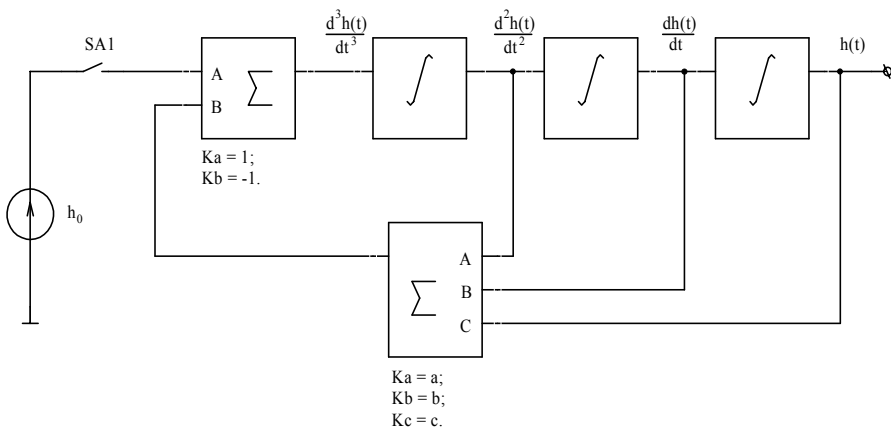 d³h(t)
dt³
d²h(t)
dt²
dh(t)
dt
h(t)
SA1
A
B
Ka = 1;
Kb = -1.
h₀
A
B
C
Ka = a;
Kb = b;
Kc = c.